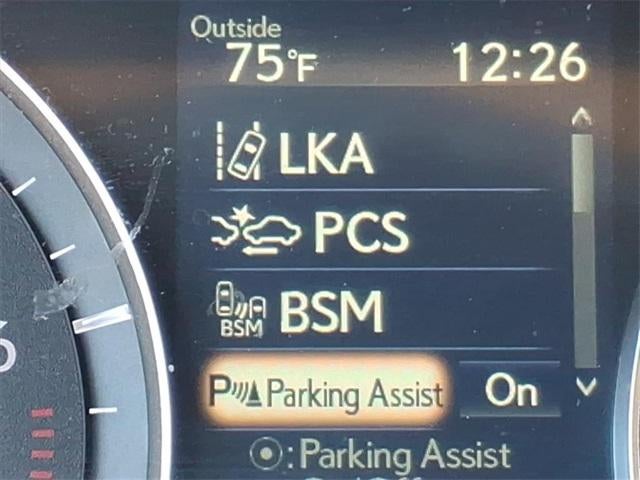 Outside
75°F 12:26
LKA
PCS
BSM BSM
P Parking Assist On
: Parking Assist